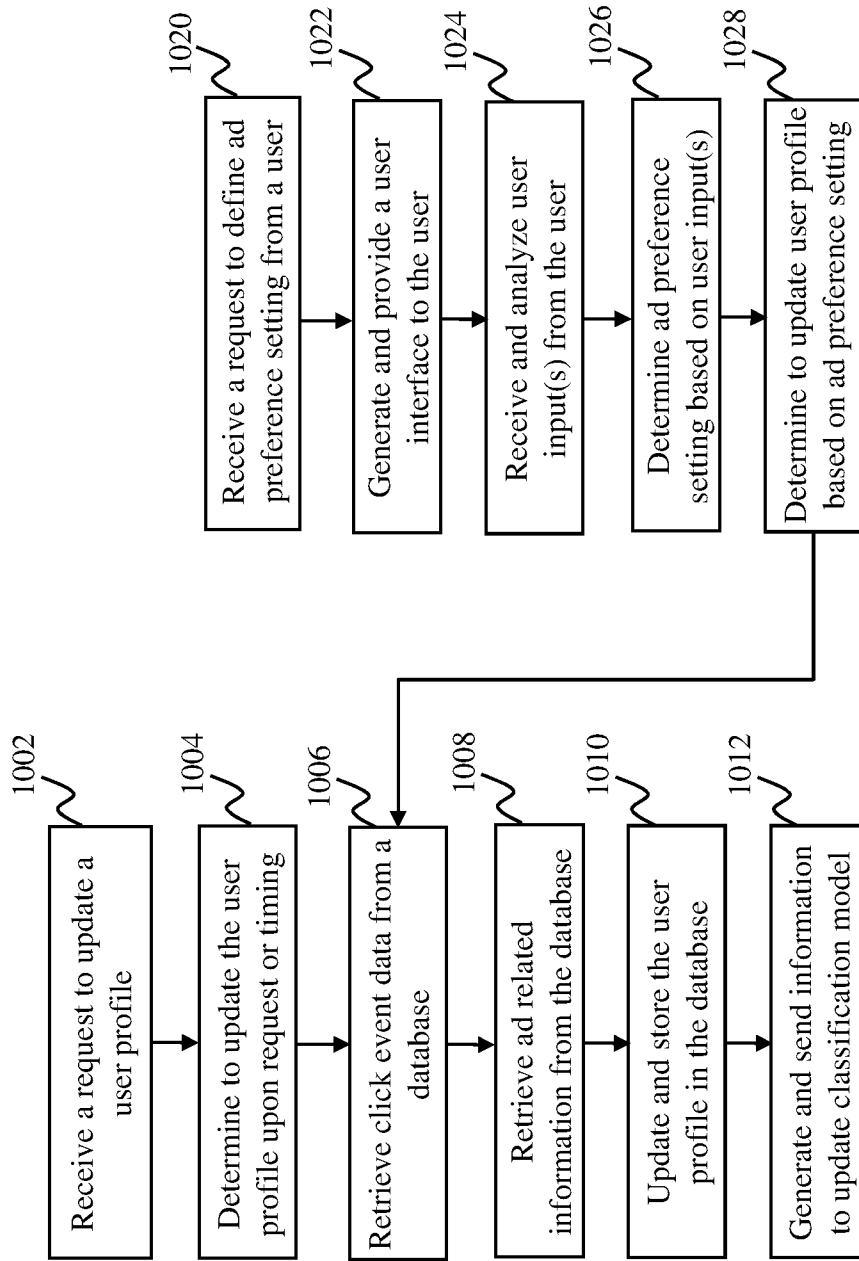 1002
Receive a request to update a
user profile
1004
Determine to update the user
profile upon request or timing
1006
Retrieve click event data from a
database
1008
Retrieve ad related
information from the database
1010
Update and store the user
profile in the database
1012
Generate and send information
to update classification model
1020
Receive a request to define ad
preference setting from a user
1022
Generate and provide a user
interface to the user
1024
Receive and analyze user
input(s) from the user
1026
Determine ad preference
setting based on user input(s)
1028
Determine to update user profile
based on ad preference setting